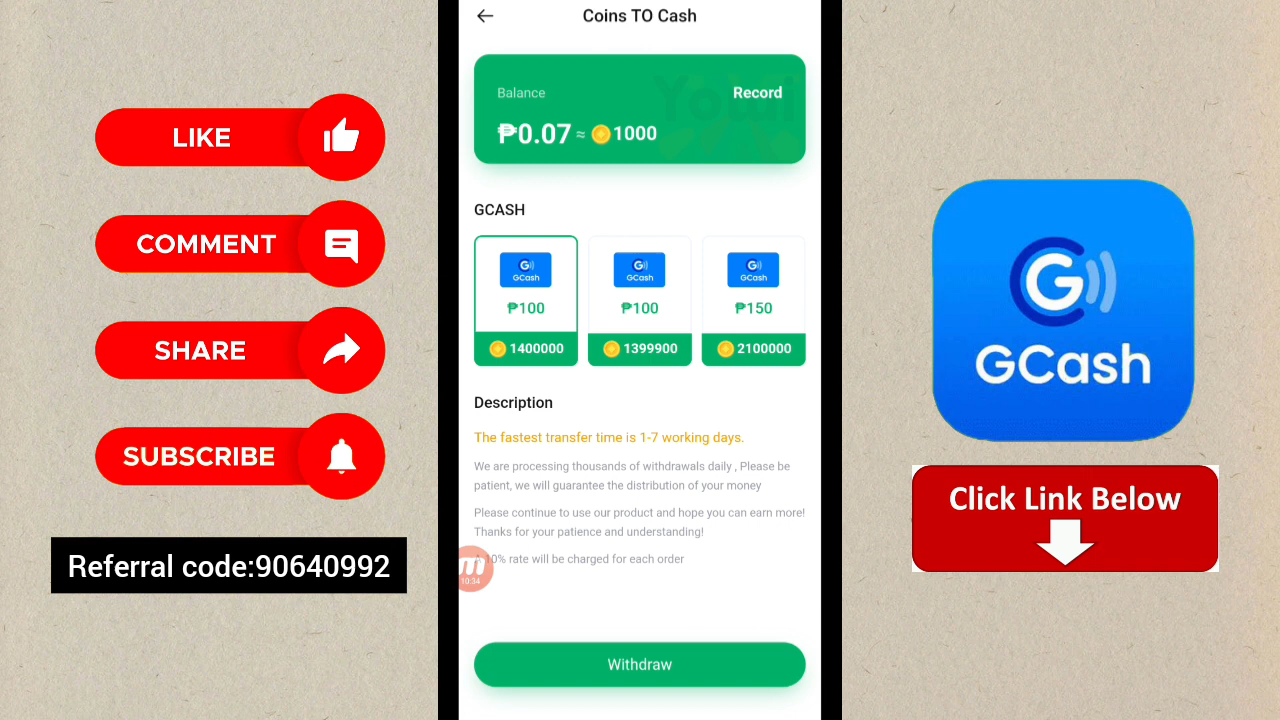 LIKE
COMMENT
SHARE
SUBSCRIBE
Referral code:90640992
Coins TO Cash
Balance
Record
₱0.07 ≈ 1000
GCASH
GCash
GCash
GCash
₱100
₱100
₱150
1400000
1399900
2100000
Description
The fastest transfer time is 1-7 working days.
We are processing thousands of withdrawals daily , Please be
patient, we will guarantee the distribution of your money
Please continue to use our product and hope you can earn more!
Thanks for your patience and understanding!
A 10% rate will be charged for each order
10:34
Withdraw
G
GCash
Click Link Below